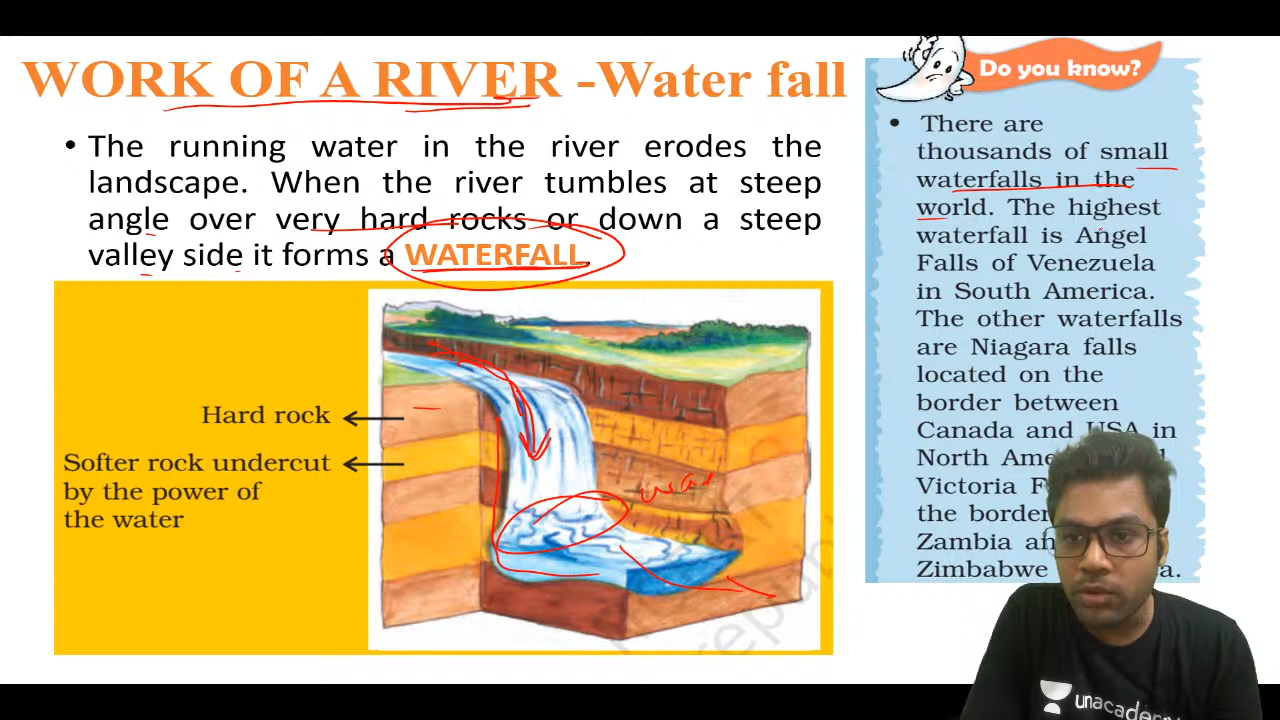 WORK OF A RIVER -Water fall
• The running water in the river erodes the
landscape. When the river tumbles at steep
angle over very hard rocks or down a steep
valley side it forms a WATERFALL.
Hard rock
Softer rock undercut
by the power of
the water
Do you know?
• There are
thousands of small
waterfalls in the
world. The highest
waterfall is Angel
Falls of Venezuela
in South America.
The other waterfalls
are Niagara falls
located on the
border between
Canada and USA in
North
Victoria
the border
Zambia
Zimbabwe
unacademy